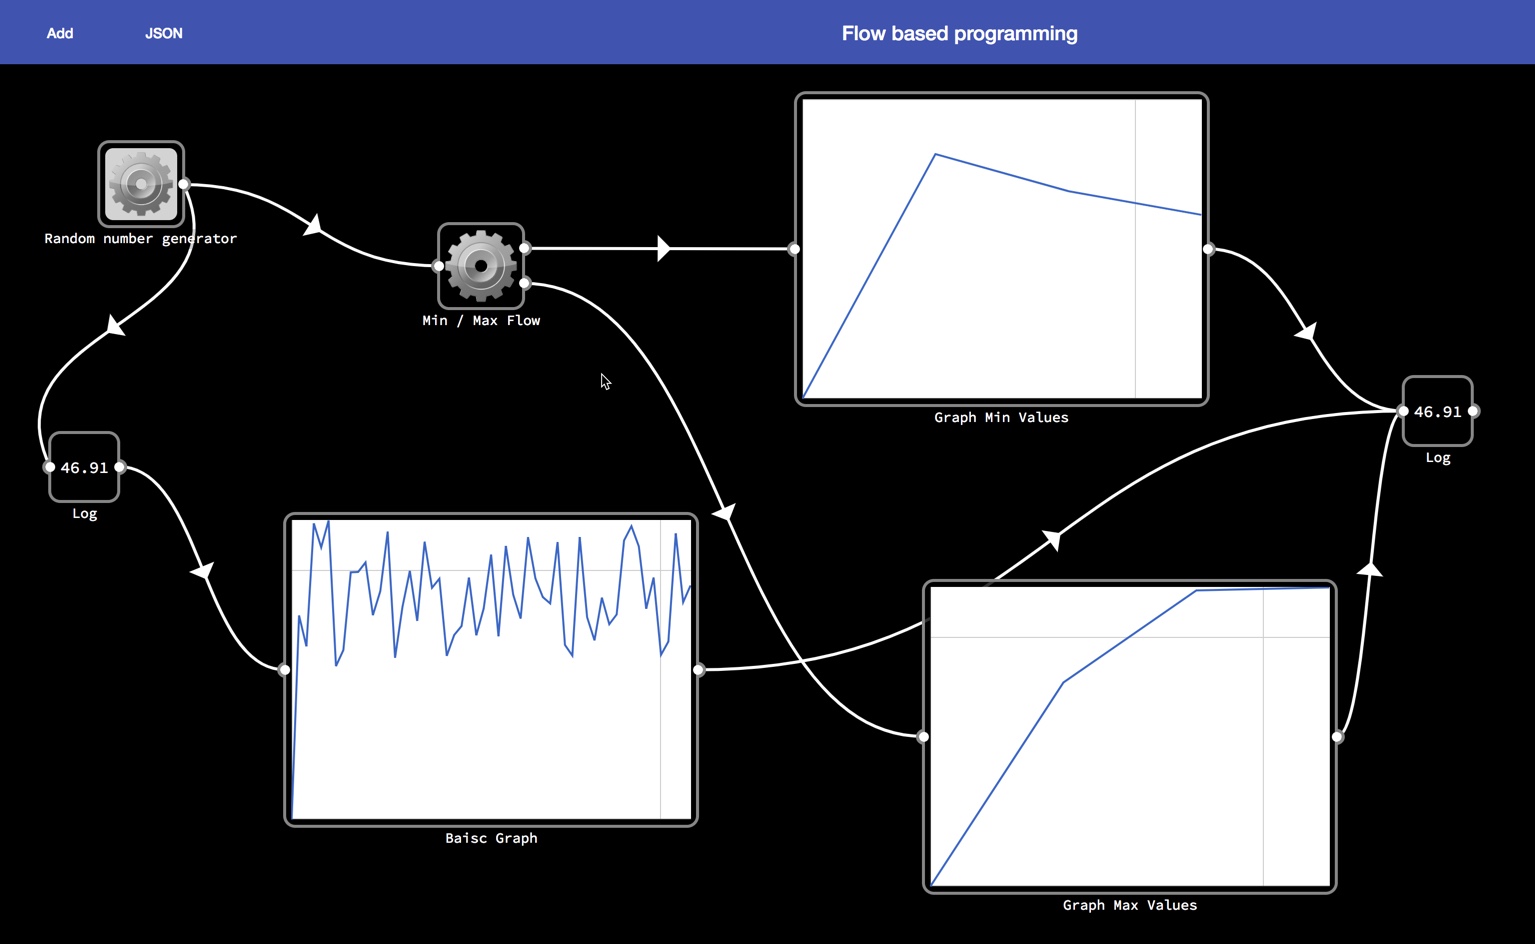 Add
JSON
Flow based programming
Random number generator
Min / Max Flow
Graph Min Values
46.91
Log
46.91
Log
Baisc Graph
Graph Max Values